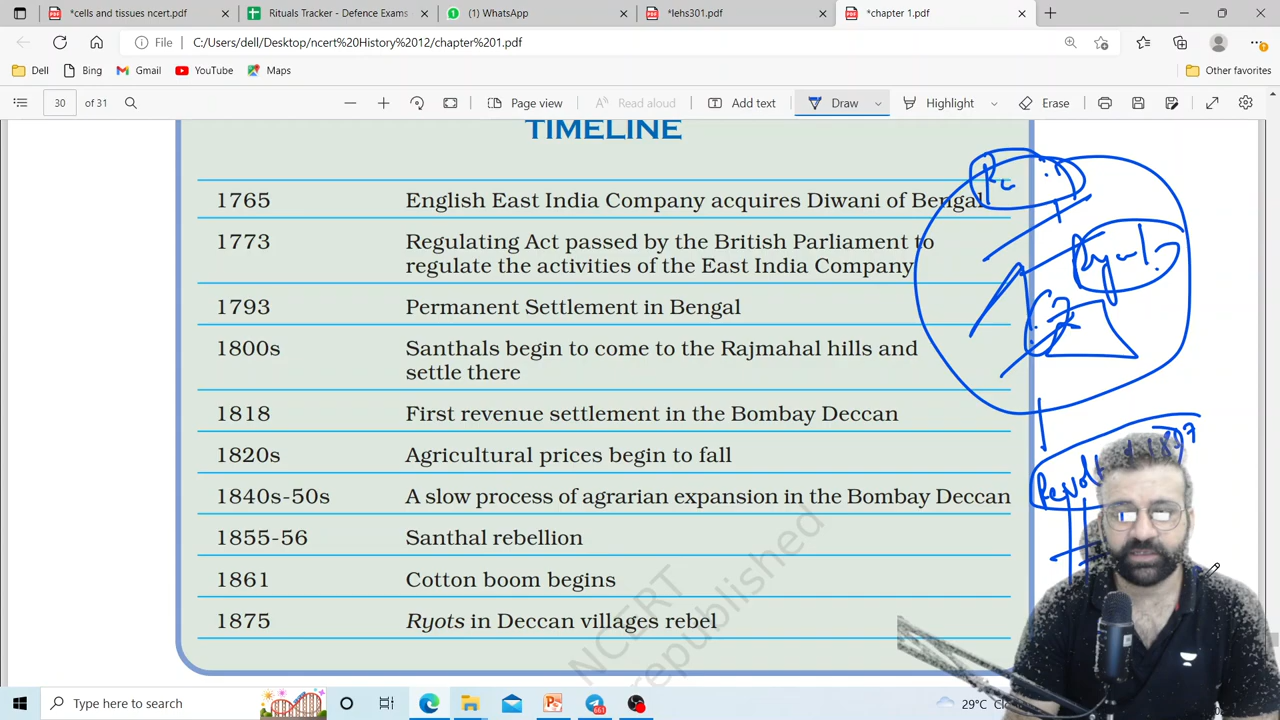 *cells and tissues ncert.pdf
Rituals Tracker - Defence Exams
(1) WhatsApp
*lehs301.pdf
*chapter 1.pdf
File
C:/Users/dell/Desktop/ncert%20History%2012/chapter%201.pdf
Dell
Bing
Gmail
YouTube
Maps
Other favorites
30 of 31
Page view
Read aloud
Add text
Draw
Highlight
Erase
TIMELINE
1765 English East India Company acquires Diwani of Bengal
1773 Regulating Act passed by the British Parliament to
regulate the activities of the East India Company
1793 Permanent Settlement in Bengal
1800s Santhals begin to come to the Rajmahal hills and
settle there
1818 First revenue settlement in the Bombay Deccan
1820s Agricultural prices begin to fall
1840s-50s A slow process of agrarian expansion in the Bombay Deccan
1855-56 Santhal rebellion
1861 Cotton boom begins
1875 Ryots in Deccan villages rebel
NCERT
republished
Z
Type here to search
661
29°C